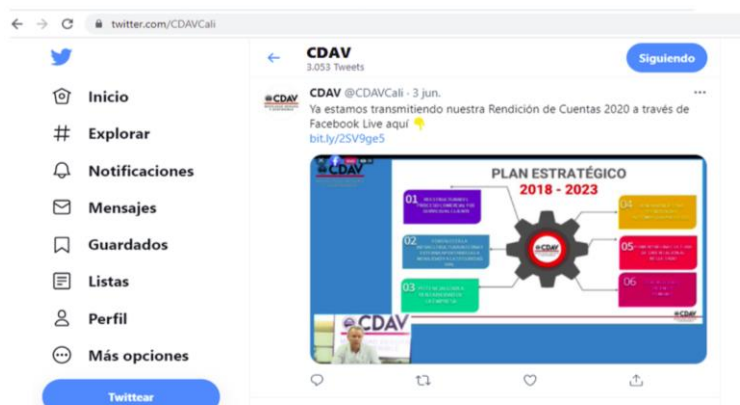 twitter.com/CDAVCali
CDAV
3.053 Tweets
Siguiendo
Inicio
Explorar
Notificaciones
Mensajes
Guardados
Listas
Perfil
Más opciones
Twittear
CDAV @CDAVCali · 3 jun.
Ya estamos transmitiendo nuestra Rendición de Cuentas 2020 a través de
Facebook Live aquí 👇
bit.ly/2SV9ge5
CDAV
PLAN ESTRATÉGICO
2018 - 2023
01
02
03
04
05
06
CDAV
CDAV
CDAV